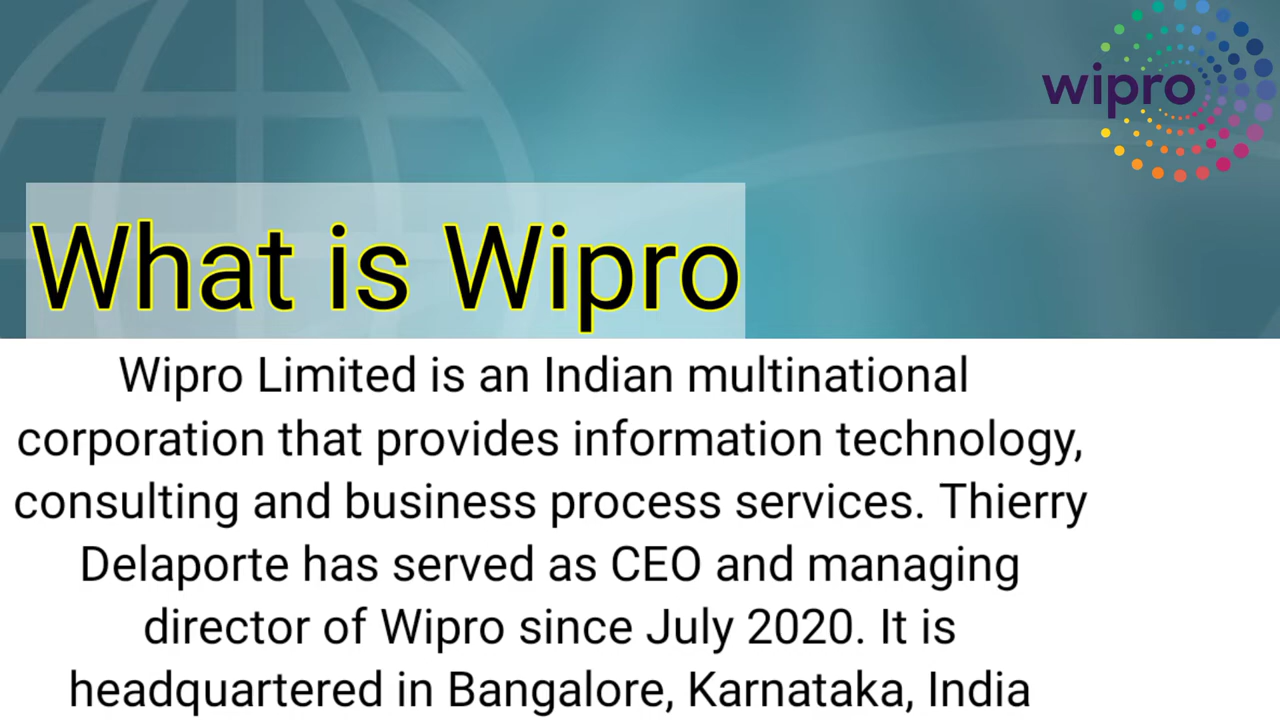 wipro
What is Wipro
Wipro Limited is an Indian multinational
corporation that provides information technology,
consulting and business process services. Thierry
Delaporte has served as CEO and managing
director of Wipro since July 2020. It is
headquartered in Bangalore, Karnataka, India